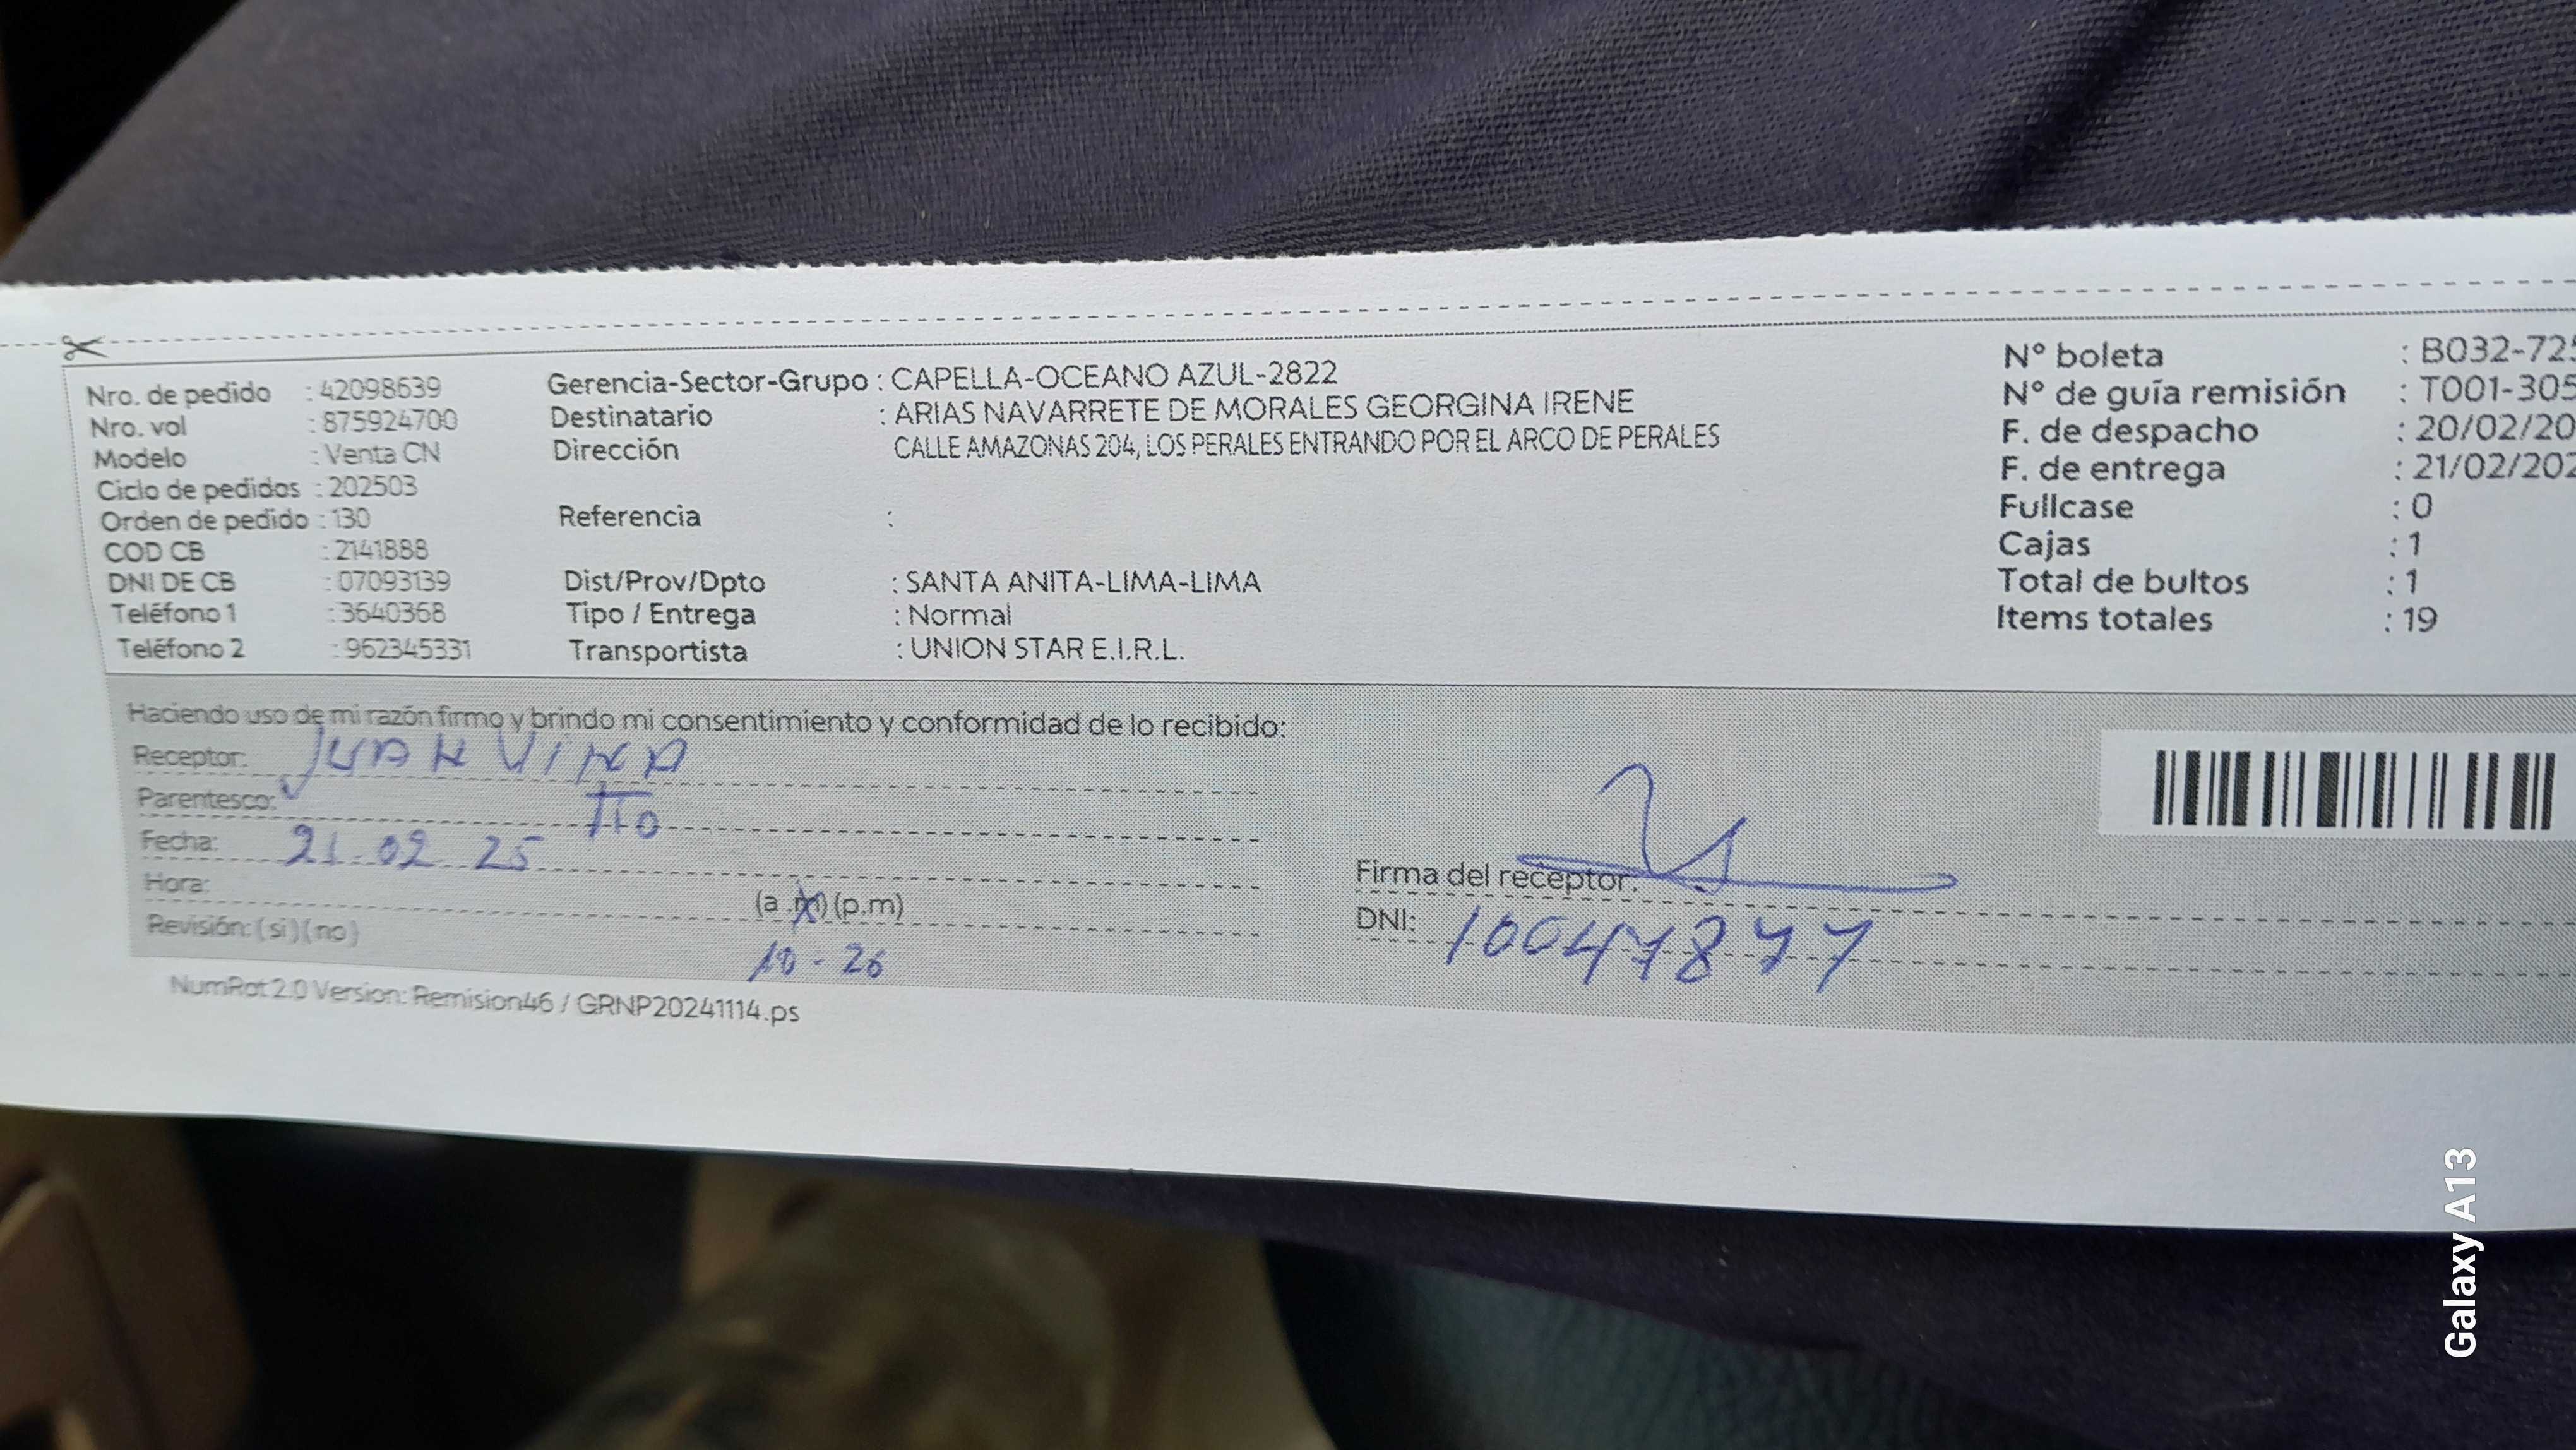 Nro. de pedido : 42098639
Nro. vol : 875924700
Modelo : Venta CN
Ciclo de pedidos : 202503
Orden de pedido : 130
COD CB : 2141888
DNI DE CB : 07093139
Teléfono 1 : 3640368
Teléfono 2 : 962345331
Gerencia-Sector-Grupo : CAPELLA-OCEANO AZUL-2822
Destinatario : ARIAS NAVARRETE DE MORALES GEORGINA IRENE
Dirección CALLE AMAZONAS 204, LOS PERALES ENTRANDO POR EL ARCO DE PERALES
Referencia :
Dist/Prov/Dpto : SANTA ANITA-LIMA-LIMA
Tipo / Entrega : Normal
Transportista : UNION STAR E.I.R.L.
N° boleta : B032-72
N° de guía remisión : T001-305
F. de despacho : 20/02/20
F. de entrega : 21/02/202
Fullcase : 0
Cajas : 1
Total de bultos : 1
Items totales : 19
Haciendo uso de mi razón firmo y brindo mi consentimiento y conformidad de lo recibido:
Receptor: JUAN
Parentesco: TIO
Fecha: 21.02 25
Hora: (a.m) (p.m)
Revisión: (si) (no) 10-26
Firma del receptor:
DNI: 10047877
NumRot 2.0 Version: Remision46 / GRNP20241114.ps
Galaxy A13